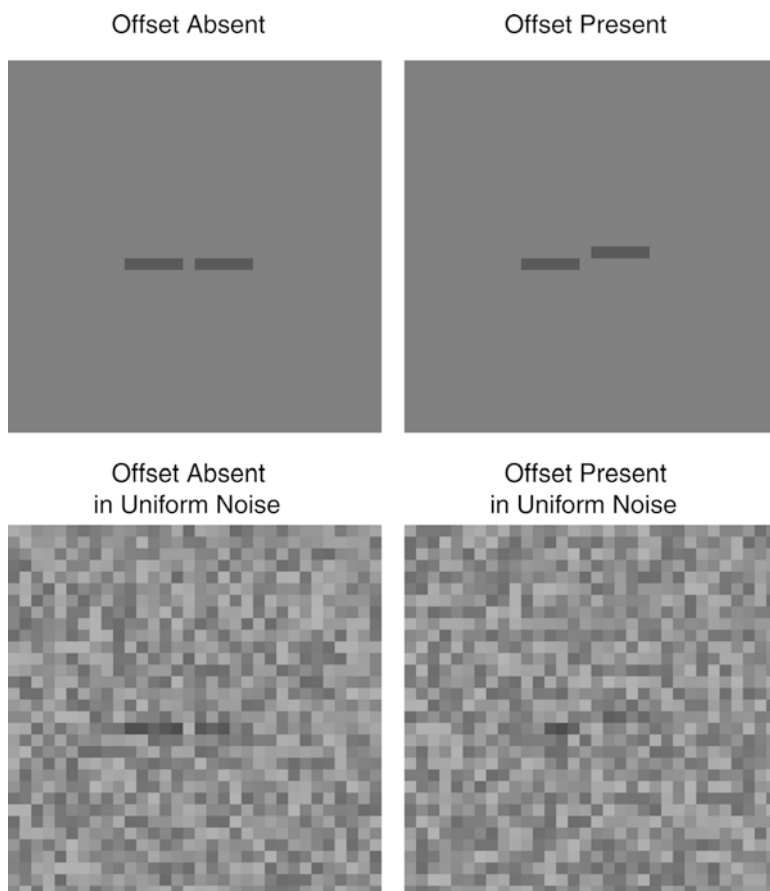 Offset Absent
Offset Present
Offset Absent
in Uniform Noise
Offset Present
in Uniform Noise